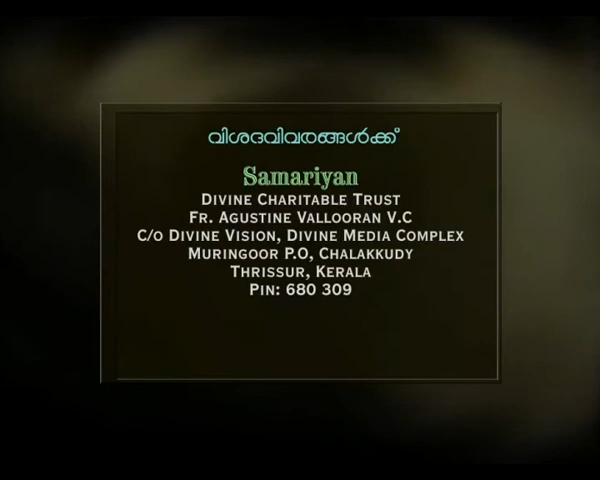 വിശദവിവരങ്ങൾക്ക്
Samariyan
DIVINE CHARITABLE TRUST
FR. AGUSTINE VALLOORAN V.C
C/O DIVINE VISION, DIVINE MEDIA COMPLEX
MURINGOOR P.O, CHALAKKUDY
THRISSUR, KERALA
PIN: 680 309